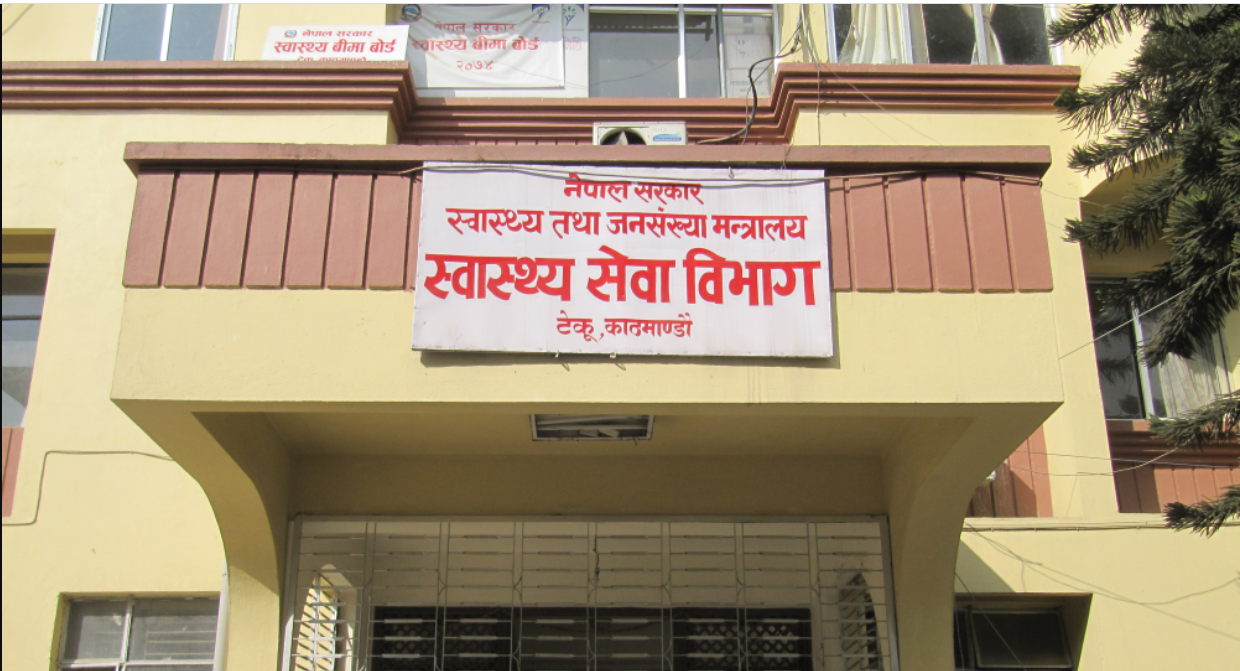 नेपाल सरकार
स्वास्थ्य बीमा बोर्ड
नेपाल सरकार
स्वास्थ्य बीमा बोर्ड
२०७४
नेपाल सरकार
स्वास्थ्य तथा जनसंख्या मन्त्रालय
स्वास्थ्य सेवा विभाग
टेकू ,काठमाण्डौ